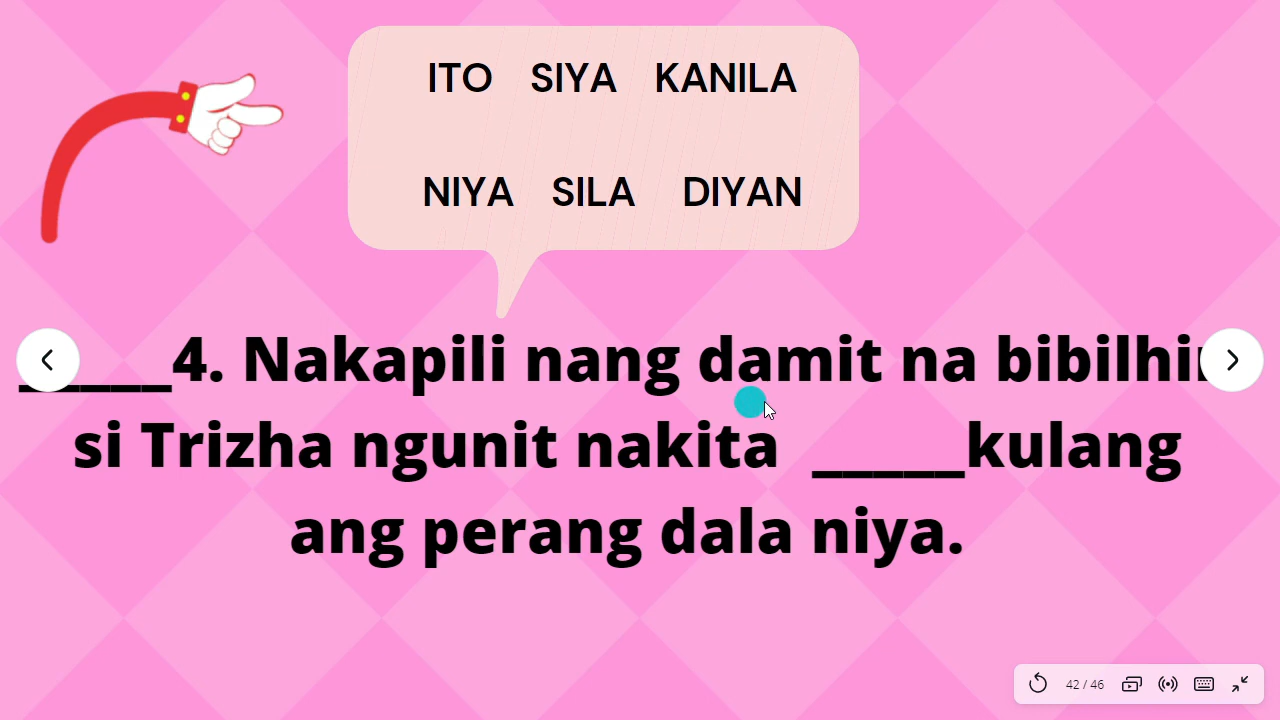 ITO SIYA KANILA
NIYA SILA DIYAN
_____4. Nakapili nang damit na bibilhin
si Trizha ngunit nakita _____kulang
ang perang dala niya.
42 / 46